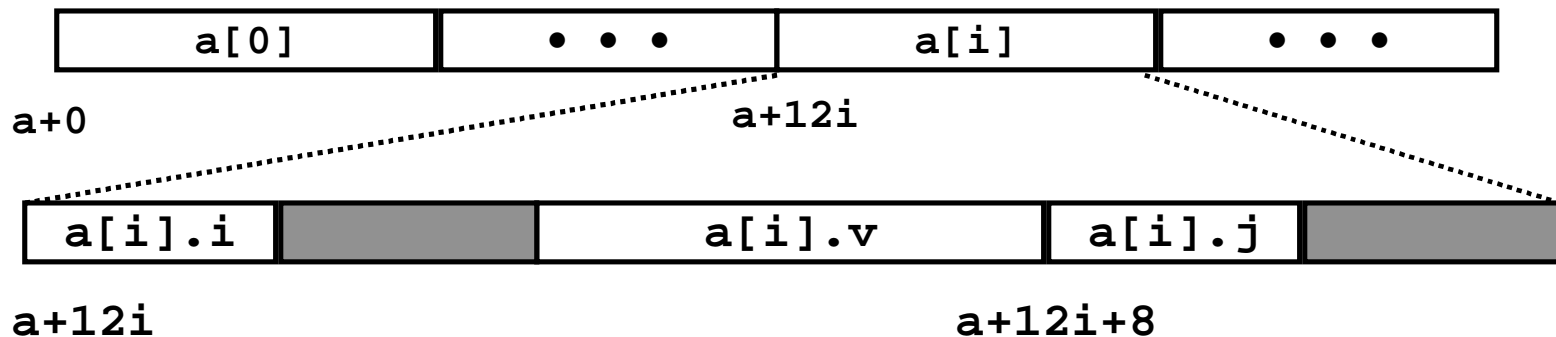 a[0] • • • a[i] • • •
a+0 a+12i
a[i].i a[i].v a[i].j
a+12i a+12i+8